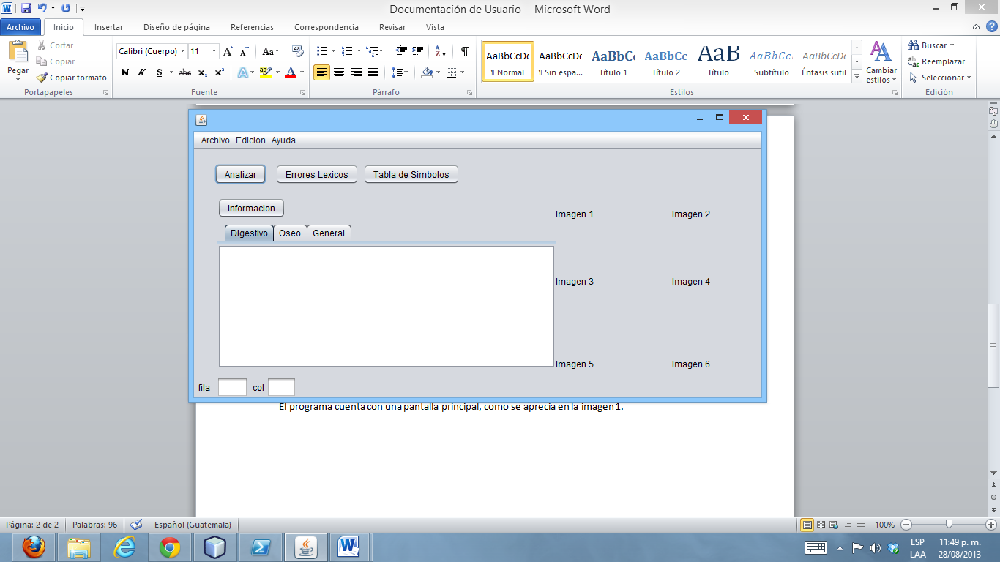 Documentación de Usuario - Microsoft Word
Archivo Inicio Insertar Diseño de página Referencias Correspondencia Revisar Vista
Pegar
Cortar
Copiar
Copiar formato
Portapapeles
Calibri (Cuerpo) 11
Aa
N K S abc x₂ x² A ab A
Fuente
Párrafo
AaBbCcDc AaBbCcDc AaBbC AaBbCc AaB AaBbCc. AaBbCcDc
¶ Normal ¶ Sin espa... Título 1 Título 2 Título Subtítulo Énfasis sutil
Estilos
Cambiar estilos
Buscar
Reemplazar
Seleccionar
Edición
Archivo Edicion Ayuda
Analizar Errores Lexicos Tabla de Simbolos
Informacion
Digestivo Oseo General
Imagen 1 Imagen 2
Imagen 3 Imagen 4
Imagen 5 Imagen 6
fila col
El programa cuenta con una pantalla principal, como se aprecia en la imagen 1.
Página: 2 de 2 Palabras: 96 Español (Guatemala) 100%
ESP 11:49 p. m.
LAA 28/08/2013